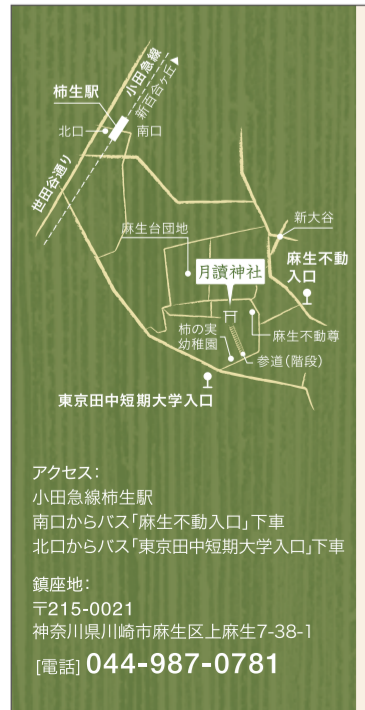 小田急線
新百合ヶ丘▶
柿生駅
北口
南口
世田谷通り
麻生台団地
新大谷
麻生不動
入口
月讀神社
柿の実
幼稚園
麻生不動尊
参道(階段)
東京田中短期大学入口
アクセス:
小田急線柿生駅
南口からバス「麻生不動入口」下車
北口からバス「東京田中短期大学入口」下車
鎮座地:
〒215-0021
神奈川県川崎市麻生区上麻生7-38-1
[電話] 044-987-0781